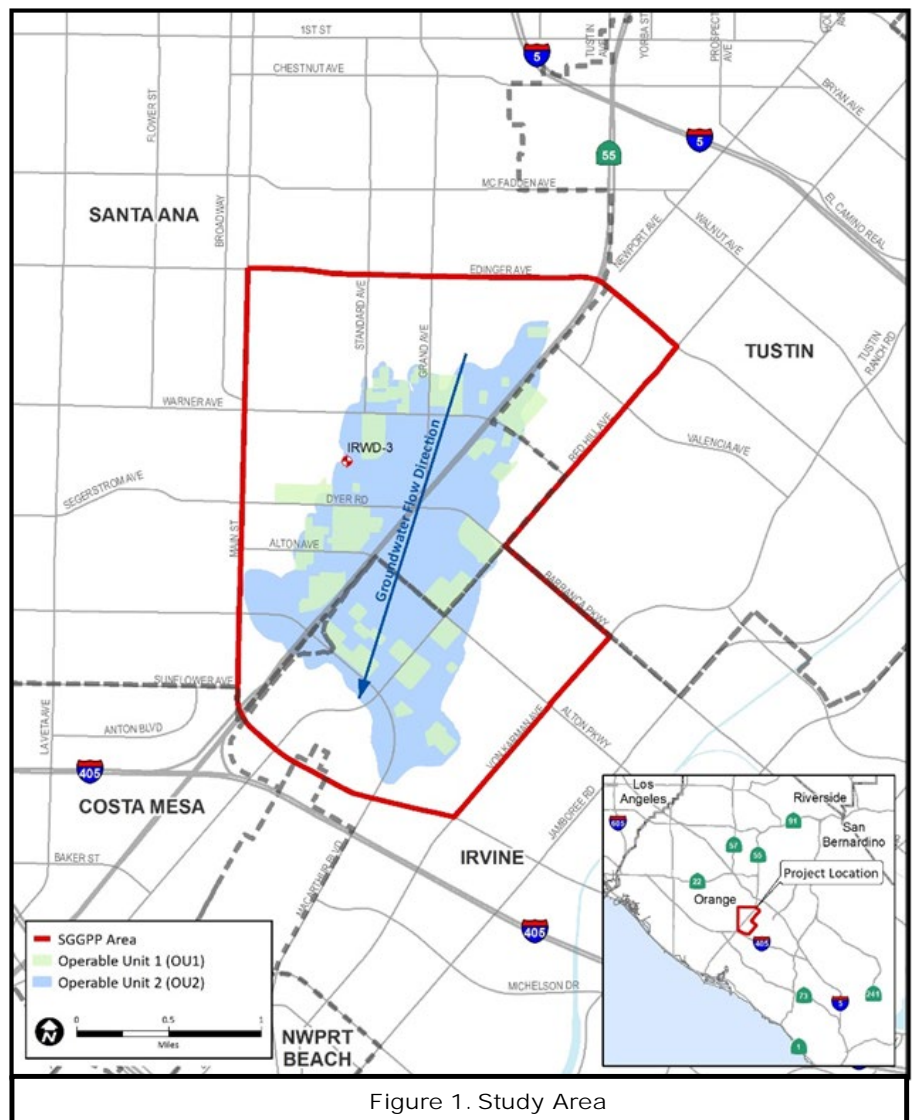 1ST ST
CHESTNUT AVE
FLOWER ST
TUSTIN
AVE
YORBA ST
PROSPECT
AVE
5
BRYAN AVE
5
55
MC FADDEN AVE
SANTA ANA
BROADWAY
NEWPORT AVE
WALNUT AVE
EL CAMINO REAL
EDINGER AVE
STANDARD AVE
GRAND AVE
TUSTIN
TUSTIN
RANCH RD
WARNER AVE
RED HILL AVE
VALENCIA AVE
IRWD-3
Groundwater Flow Direction
SEGERSTROM AVE
DYER RD
MAIN ST
ALTON AVE
BARRANCA PKWY
SUNFLOWER AVE
LAVETA AVE
ANTON BLVD
VON KARMAN AVE
ALTON PKWY
405
COSTA MESA
JAMBOREE RD
BAKER ST
MACARTHUR BLVD
IRVINE
405
MICHELSON DR
NWPRT
BEACH
SGGPP Area
Operable Unit 1 (OU1)
Operable Unit 2 (OU2)
N
0 0.5 1
Miles
Los
Angeles
Riverside
605
91
San
Bernardino
57
55
Project Location
22
Orange
405
73
5
241
1
Figure 1. Study Area